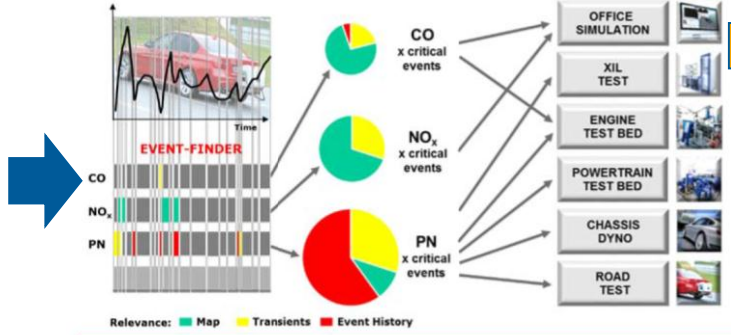 Time
EVENT-FINDER
CO
NOx
PN
CO
x critical
events
NOx
x critical
events
PN
x critical
events
OFFICE
SIMULATION
XIL
TEST
ENGINE
TEST BED
POWERTRAIN
TEST BED
CHASSIS
DYNO
ROAD
TEST
Relevance: Map Transients Event History